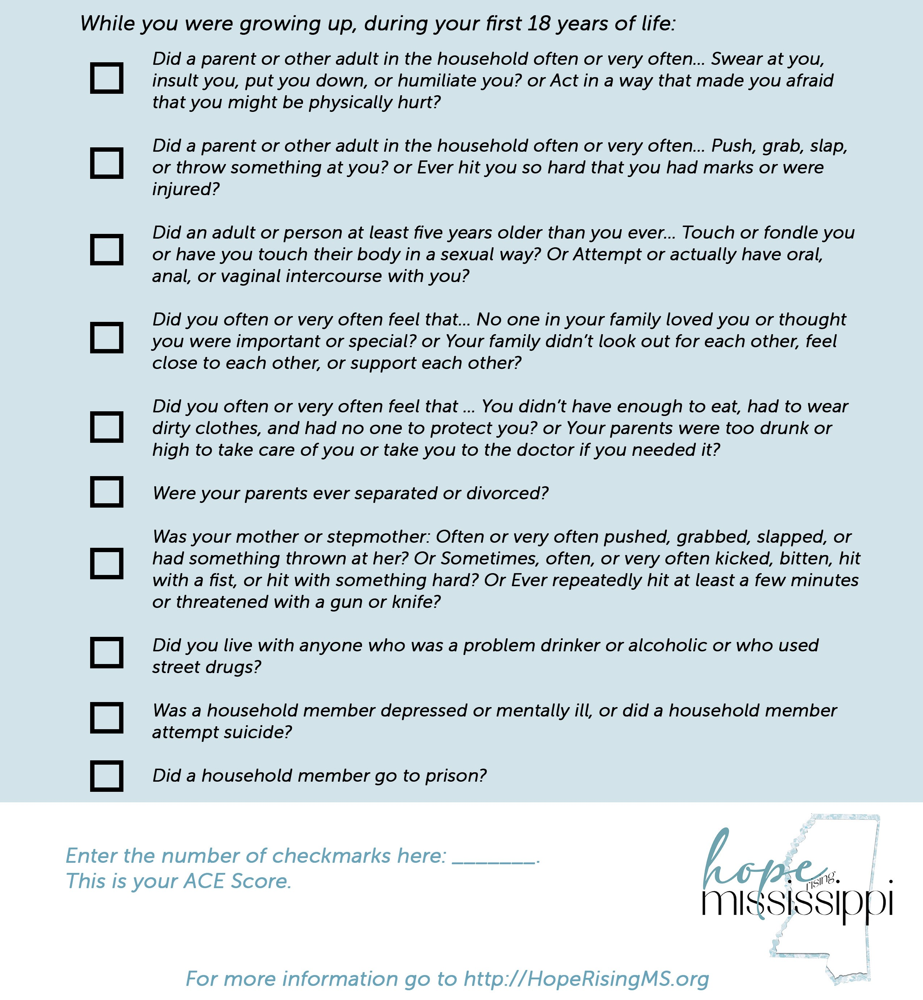 While you were growing up, during your first 18 years of life:
Did a parent or other adult in the household often or very often... Swear at you,
insult you, put you down, or humiliate you? or Act in a way that made you afraid
that you might be physically hurt?
Did a parent or other adult in the household often or very often... Push, grab, slap,
or throw something at you? or Ever hit you so hard that you had marks or were
injured?
Did an adult or person at least five years older than you ever... Touch or fondle you
or have you touch their body in a sexual way? Or Attempt or actually have oral,
anal, or vaginal intercourse with you?
Did you often or very often feel that... No one in your family loved you or thought
you were important or special? or Your family didn’t look out for each other, feel
close to each other, or support each other?
Did you often or very often feel that ... You didn’t have enough to eat, had to wear
dirty clothes, and had no one to protect you? or Your parents were too drunk or
high to take care of you or take you to the doctor if you needed it?
Were your parents ever separated or divorced?
Was your mother or stepmother: Often or very often pushed, grabbed, slapped, or
had something thrown at her? Or Sometimes, often, or very often kicked, bitten, hit
with a fist, or hit with something hard? Or Ever repeatedly hit at least a few minutes
or threatened with a gun or knife?
Did you live with anyone who was a problem drinker or alcoholic or who used
street drugs?
Was a household member depressed or mentally ill, or did a household member
attempt suicide?
Did a household member go to prison?
Enter the number of checkmarks here: _______.
This is your ACE Score.
hope
rising
mississippi
For more information go to http://HopeRisingMS.org